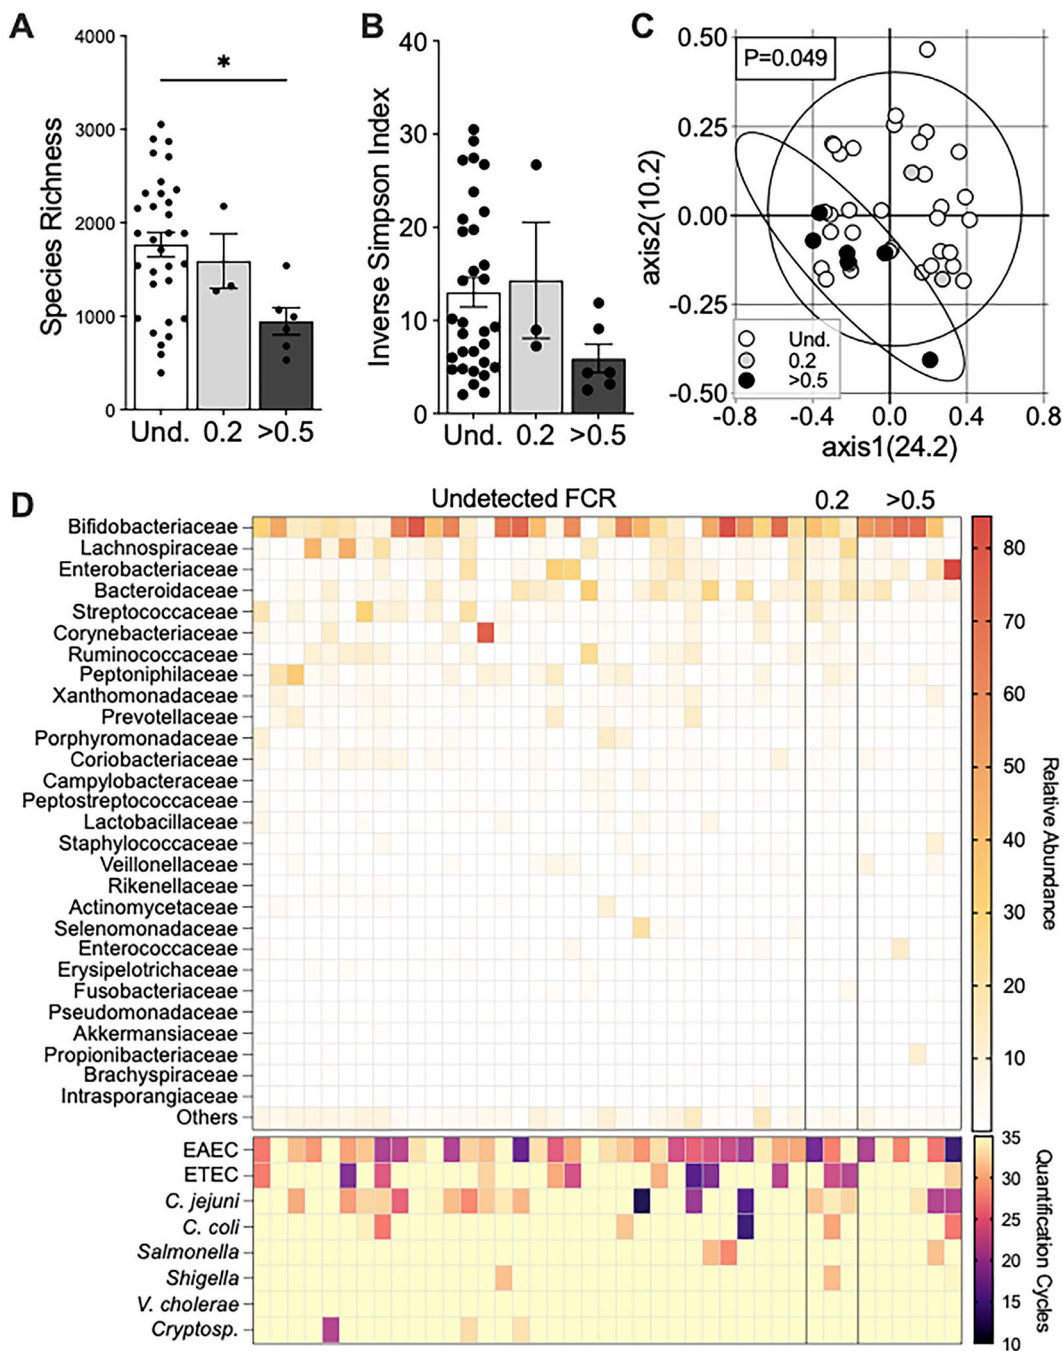 A
Species Richness
4000
3000
2000
1000
0
*
Und. 0.2 >0.5
B
Inverse Simpson Index
40
30
20
10
0
Und. 0.2 >0.5
C
axis2(10.2)
0.50
0.25
0.00
-0.25
-0.50
P=0.049
Und.
0.2
>0.5
-0.8 -0.4 0.0 0.4 0.8
axis1(24.2)
D
Undetected FCR 0.2 >0.5
Bifidobacteriaceae
Lachnospiraceae
Enterobacteriaceae
Bacteroidaceae
Streptococcaceae
Corynebacteriaceae
Ruminococcaceae
Peptoniphilaceae
Xanthomonadaceae
Prevotellaceae
Porphyromonadaceae
Coriobacteriaceae
Campylobacteraceae
Peptostreptococcaceae
Lactobacillaceae
Staphylococcaceae
Veillonellaceae
Rikenellaceae
Actinomycetaceae
Selenomonadaceae
Enterococcaceae
Erysipelotrichaceae
Fusobacteriaceae
Pseudomonadaceae
Akkermansiaceae
Propionibacteriaceae
Brachyspiraceae
Intrasporangiaceae
Others
80
70
60
50
40
30
20
10
Relative Abundance
EAEC
ETEC
C. jejuni
C. coli
Salmonella
Shigella
V. cholerae
Cryptosp.
35
30
25
20
15
10
Quantification Cycles